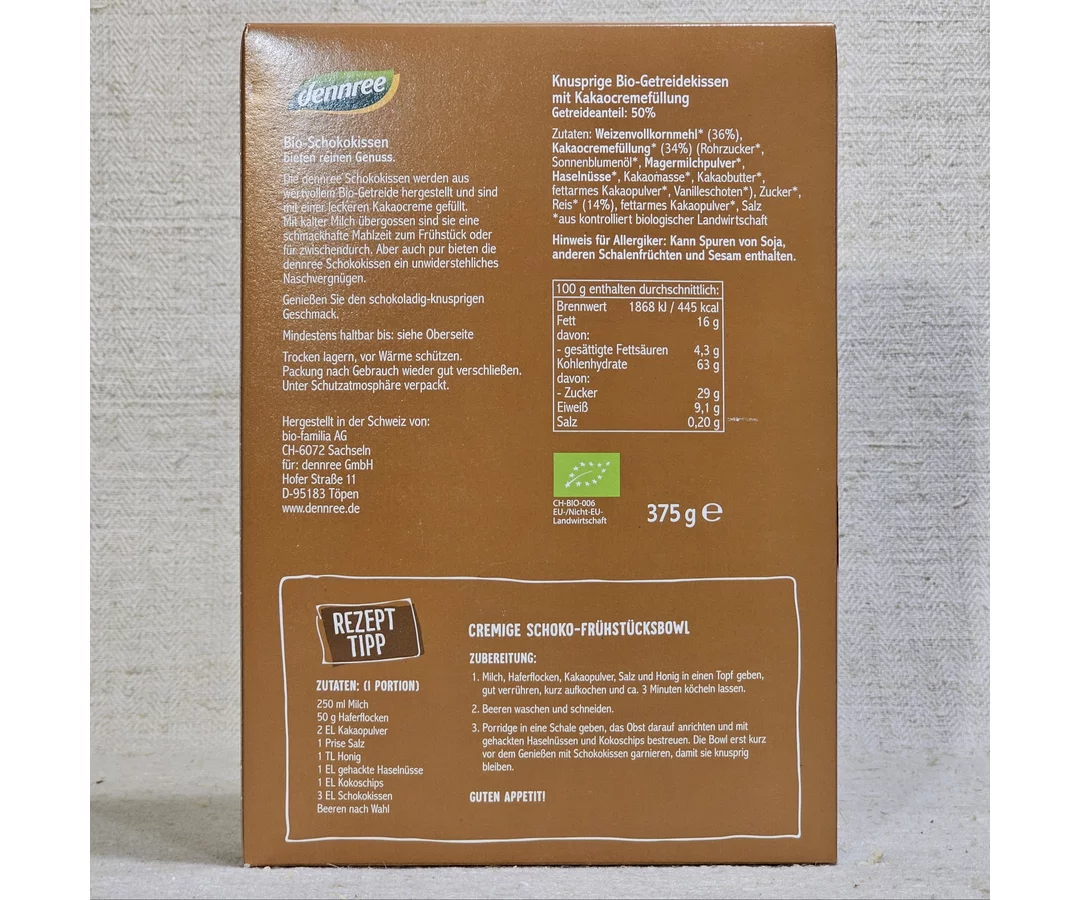 dennree
Bio-Schokokissen
bieten reinen Genuss.
Die dennree Schokokissen werden aus
wertvollem Bio-Getreide hergestellt und sind
mit einer leckeren Kakaocreme gefüllt.
Mit kalter Milch übergossen sind sie eine
schmackhafte Mahlzeit zum Frühstück oder
für zwischendurch. Aber auch pur bieten die
dennree Schokokissen ein unwiderstehliches
Naschvergnügen.
Genießen Sie den schokoladig-knusprigen
Geschmack.
Mindestens haltbar bis: siehe Oberseite
Trocken lagern, vor Wärme schützen.
Packung nach Gebrauch wieder gut verschließen.
Unter Schutzatmosphäre verpackt.
Hergestellt in der Schweiz von:
bio-familia AG
CH-6072 Sachseln
für: dennree GmbH
Hofer Straße 11
D-95183 Töpen
www.dennree.de
Knusprige Bio-Getreidekissen
mit Kakaocremefüllung
Getreideanteil: 50%
Zutaten: Weizenvollkornmehl* (36%),
Kakaocremefüllung* (34%) (Rohrzucker*,
Sonnenblumenöl*, Magermilchpulver*,
Haselnüsse*, Kakaomasse*, Kakaobutter*,
fettarmes Kakaopulver*, Vanilleschoten*), Zucker*,
Reis* (14%), fettarmes Kakaopulver*, Salz
*aus kontrolliert biologischer Landwirtschaft
Hinweis für Allergiker: Kann Spuren von Soja,
anderen Schalenfrüchten und Sesam enthalten.
100 g enthalten durchschnittlich:
Brennwert 1868 kJ / 445 kcal
Fett 16 g
davon:
- gesättigte Fettsäuren 4,3 g
Kohlenhydrate 63 g
davon:
- Zucker 29 g
Eiweiß 9,1 g
Salz 0,20 g
CH-BIO-006
EU-/Nicht-EU-
Landwirtschaft
375 g e
REZEPT
TIPP
ZUTATEN: (1 PORTION)
250 ml Milch
50 g Haferflocken
2 EL Kakaopulver
1 Prise Salz
1 TL Honig
1 EL gehackte Haselnüsse
1 EL Kokoschips
3 EL Schokokissen
Beeren nach Wahl
CREMIGE SCHOKO-FRÜHSTÜCKSBOWL
ZUBEREITUNG:
1. Milch, Haferflocken, Kakaopulver, Salz und Honig in einen Topf geben,
gut verrühren, kurz aufkochen und ca. 3 Minuten köcheln lassen.
2. Beeren waschen und schneiden.
3. Porridge in eine Schale geben, das Obst darauf anrichten und mit
gehackten Haselnüssen und Kokoschips bestreuen. Die Bowl erst kurz
vor dem Genießen mit Schokokissen garnieren, damit sie knusprig
bleiben.
GUTEN APPETIT!